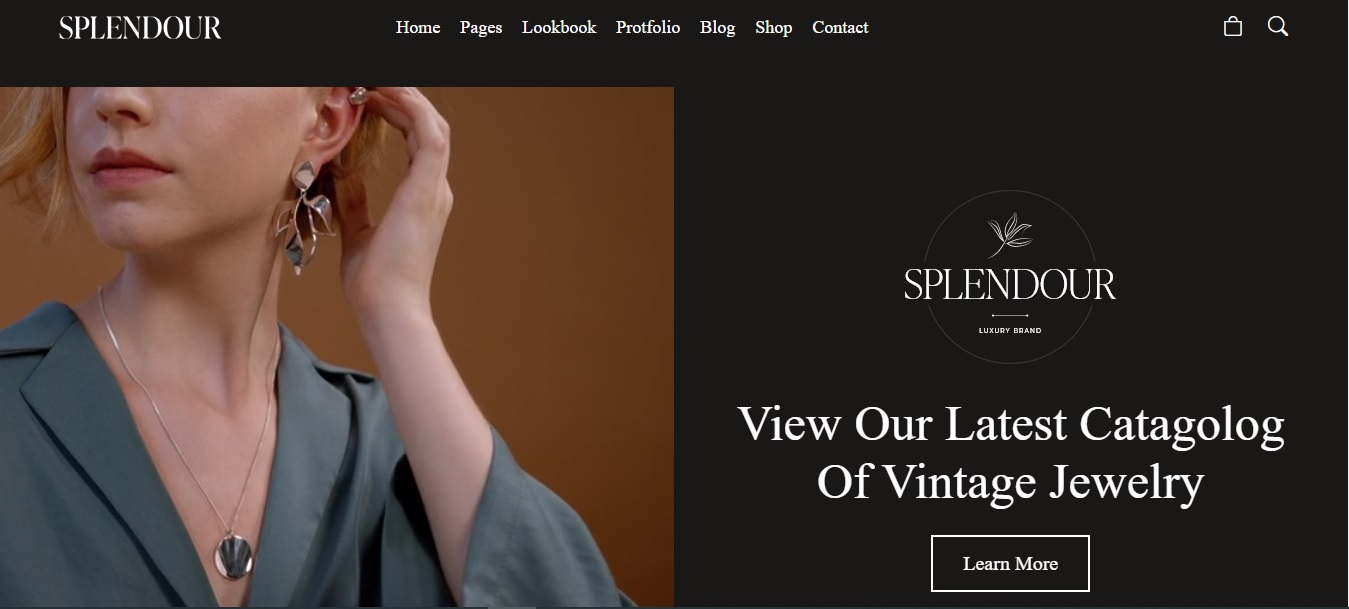 SPLENDOUR
Home Pages Lookbook Protfolio Blog Shop Contact
SPLENDOUR
LUXURY BRAND
View Our Latest Catagolog
Of Vintage Jewelry
Learn More